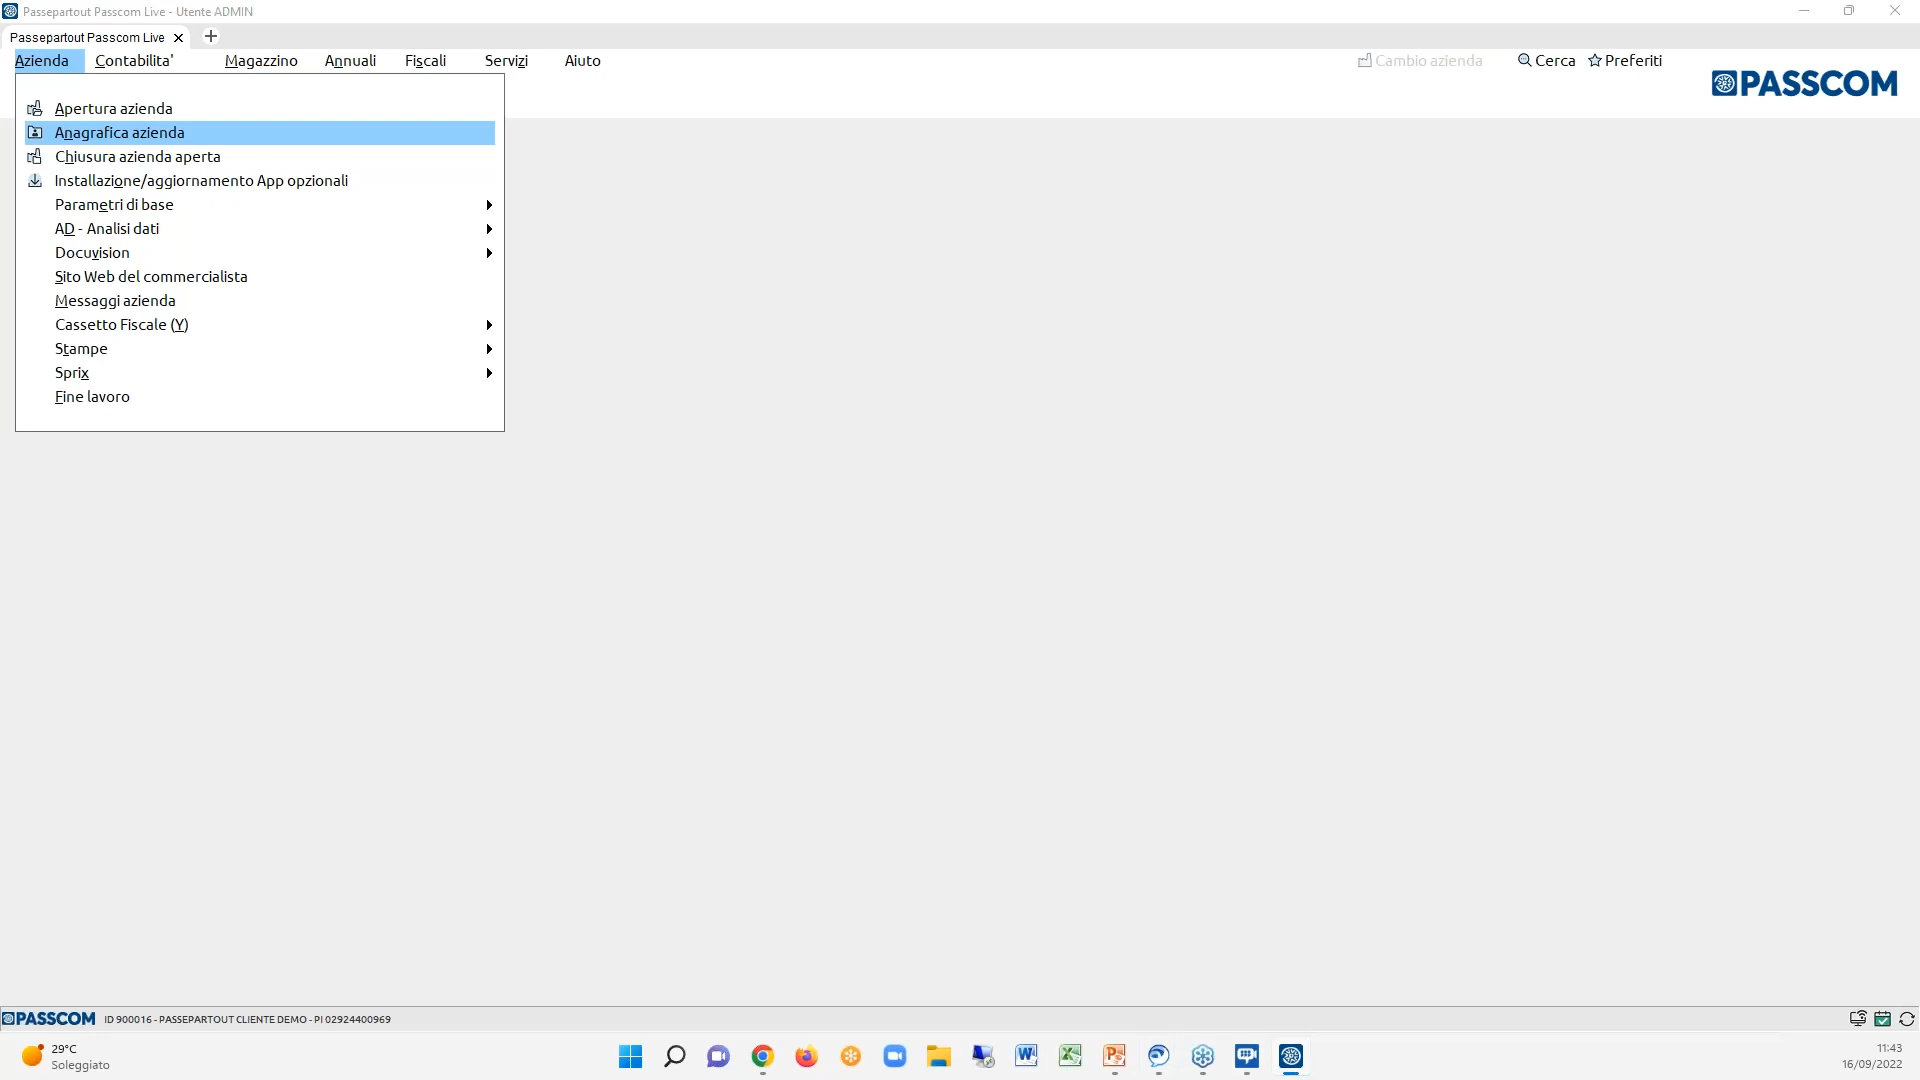 Passepartout Passcom Live - Utente ADMIN
Passepartout Passcom Live
Azienda Contabilita' Magazzino Annuali Fiscali Servizi Aiuto Cambio azienda Cerca Preferiti
PASSCOM
Apertura azienda
Anagrafica azienda
Chiusura azienda aperta
Installazione/aggiornamento App opzionali
Parametri di base
AD - Analisi dati
Docuvision
Sito Web del commercialista
Messaggi azienda
Cassetto Fiscale (Y)
Stampe
Sprix
Fine lavoro
PASSCOM ID 900016 - PASSEPARTOUT CLIENTE DEMO - PI 02924400969
29°C
Soleggiato
11:43
16/09/2022